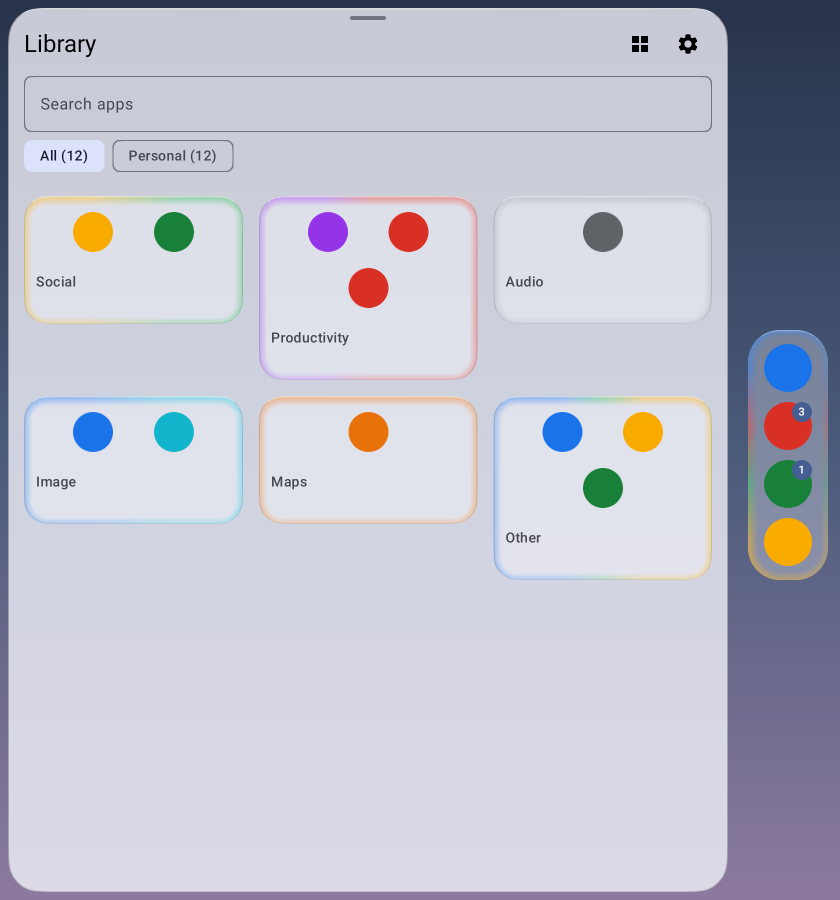 Library
Search apps
All (12)
Personal (12)
Social
Productivity
Audio
Image
Maps
Other
3
1